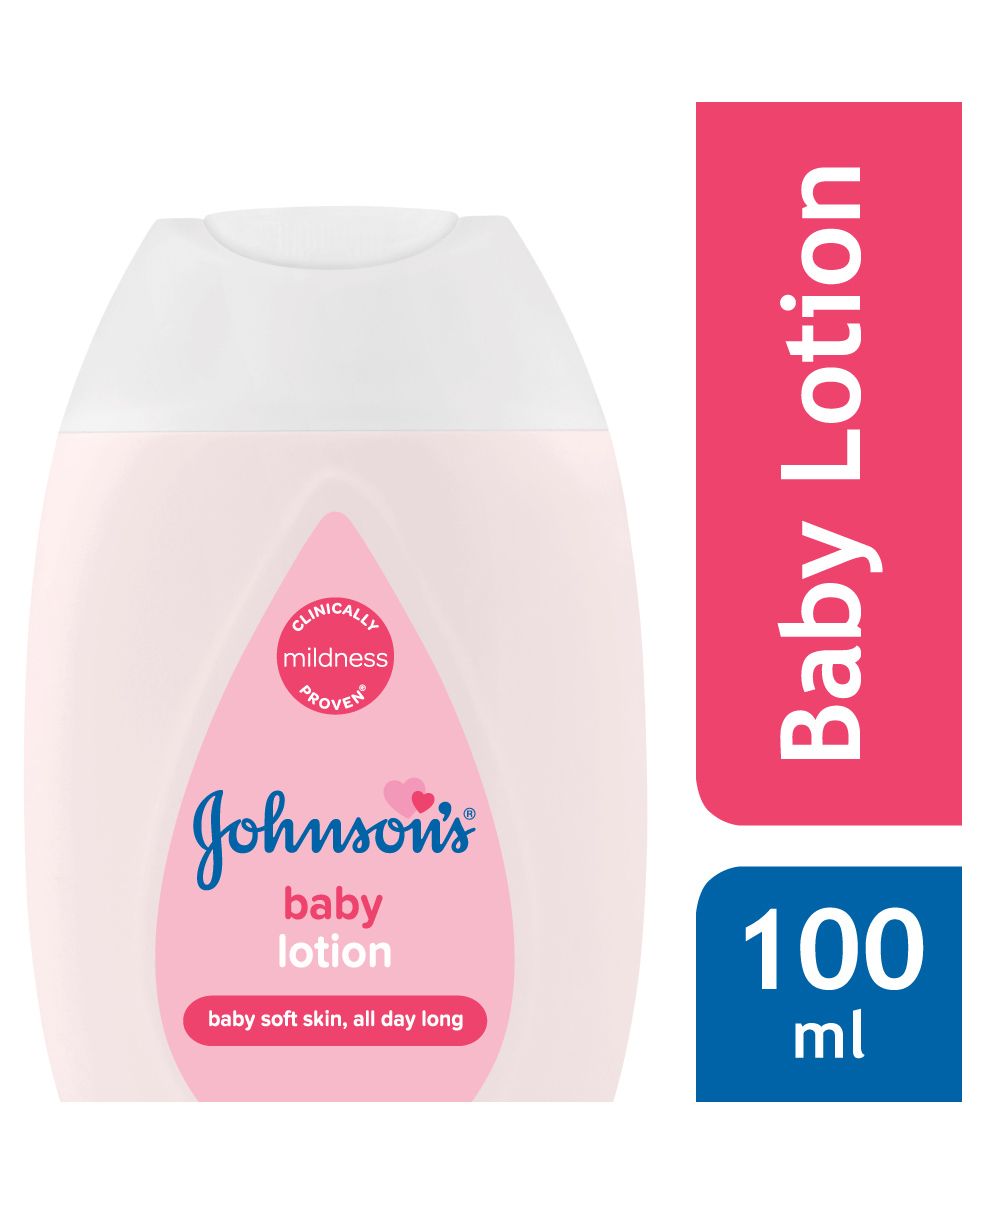 CLINICALLY
mildness
PROVEN®
Johnson's®
baby
lotion
baby soft skin, all day long
Baby Lotion
100
ml